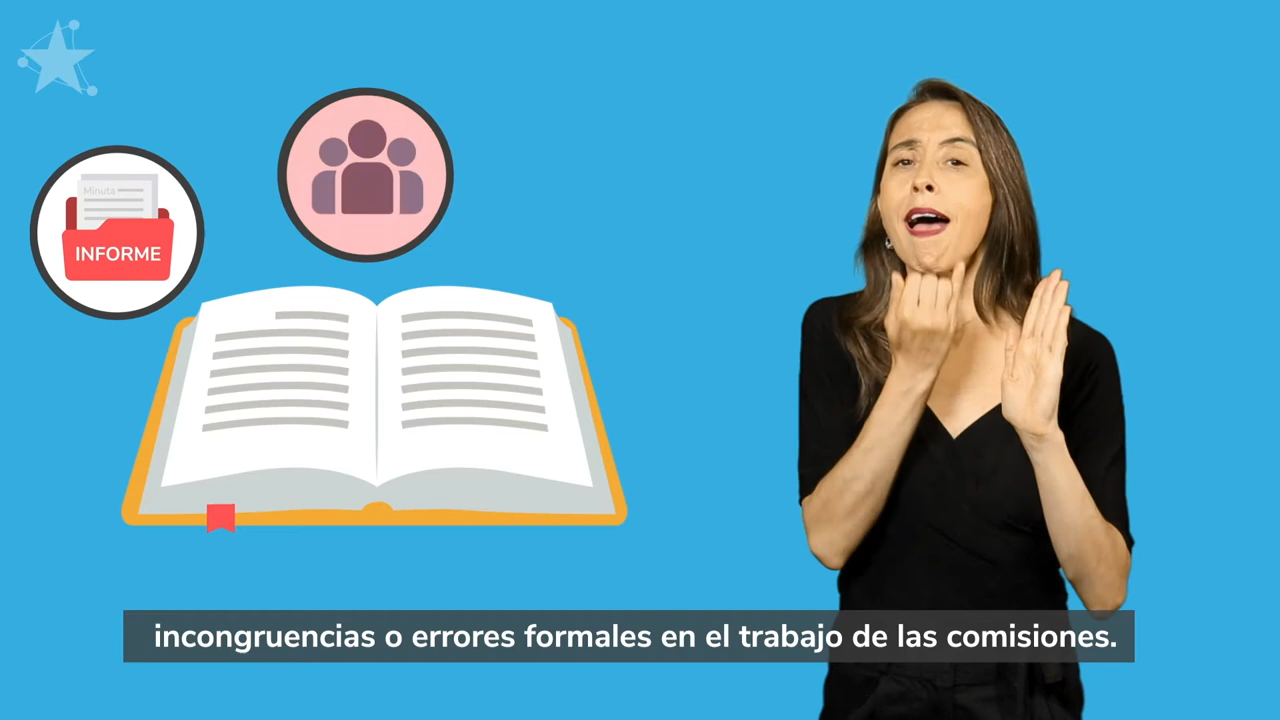 Minuta
INFORME
incongruencias o errores formales en el trabajo de las comisiones.